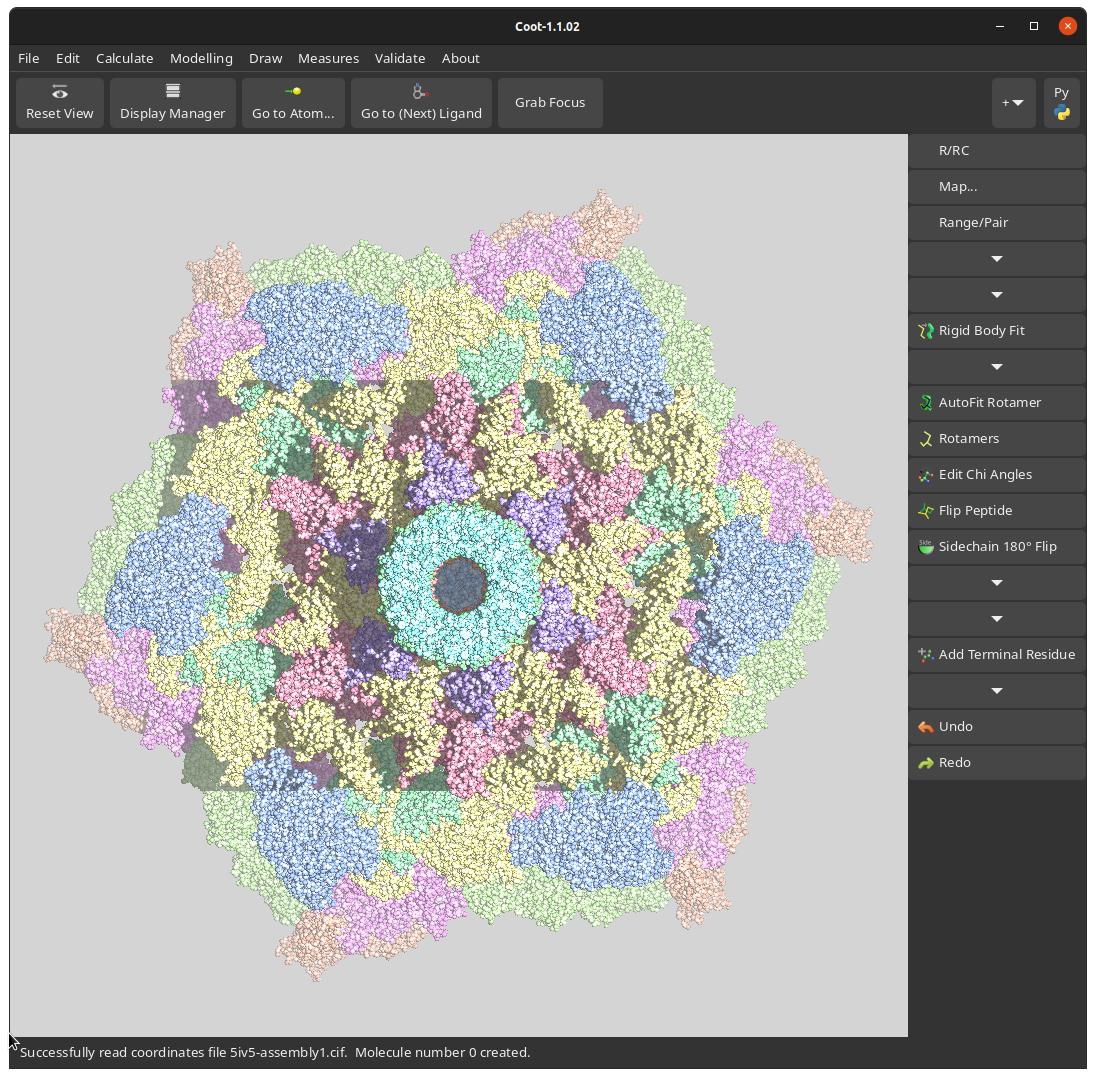 Coot-1.1.02
File Edit Calculate Modelling Draw Measures Validate About
Reset View Display Manager Go to Atom... Go to (Next) Ligand Grab Focus + Py
R/RC
Map...
Range/Pair
Rigid Body Fit
AutoFit Rotamer
Rotamers
Edit Chi Angles
Flip Peptide
Side Sidechain 180° Flip
Add Terminal Residue
Undo
Redo
Successfully read coordinates file 5iv5-assembly1.cif. Molecule number 0 created.